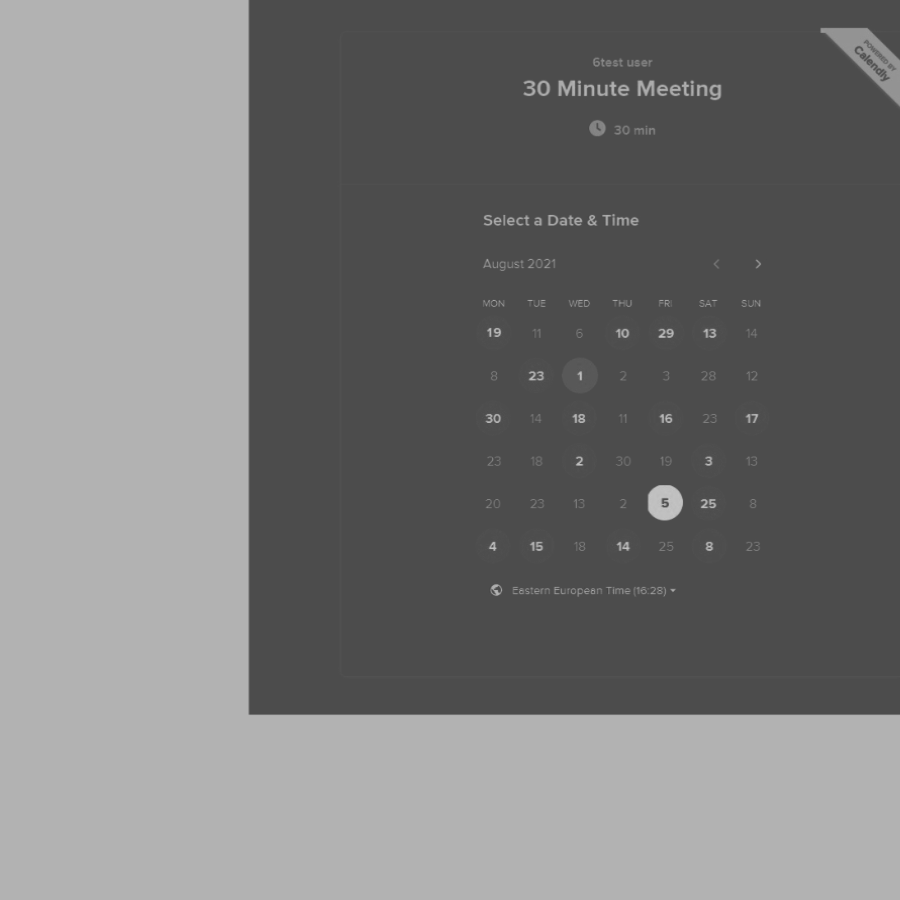 POWERED BY
Calendly
6test user
30 Minute Meeting
30 min
Select a Date & Time
August 2021
MON TUE WED THU FRI SAT SUN
19 11 6 10 29 13 14
8 23 1 2 3 28 12
30 14 18 11 16 23 17
23 18 2 30 19 3 13
20 23 13 2 5 25 8
4 15 18 14 25 8 23
Eastern European Time (16:28)